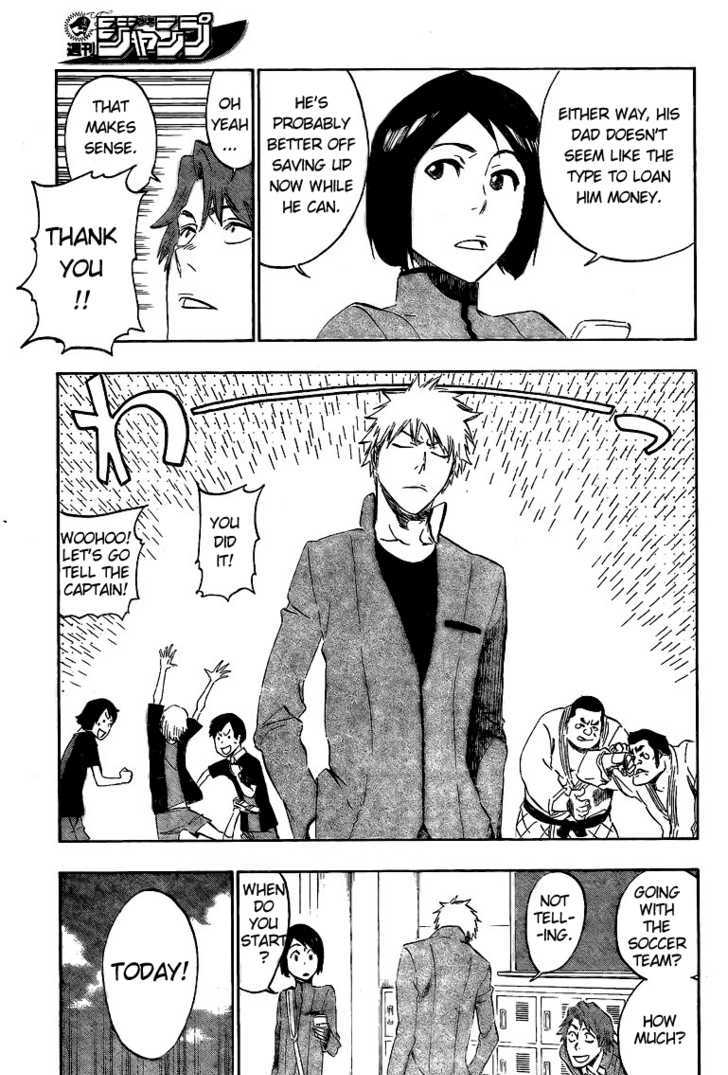 週刊
少年
ジャンプ
EITHER WAY, HIS
DAD DOESN'T
SEEM LIKE THE
TYPE TO LOAN
HIM MONEY.
HE'S
PROBABLY
BETTER OFF
SAVING UP
NOW WHILE
HE CAN.
OH
YEAH
...
THAT
MAKES
SENSE.
THANK
YOU
!!
わーっ
YOU
DID
IT!
WOOHOO!
LET'S GO
TELL THE
CAPTAIN!
GOING
WITH THE
SOCCER
TEAM?
HOW
MUCH?
NOT
TELL-
-ING.
WHEN
DO
YOU
START
?
TODAY!